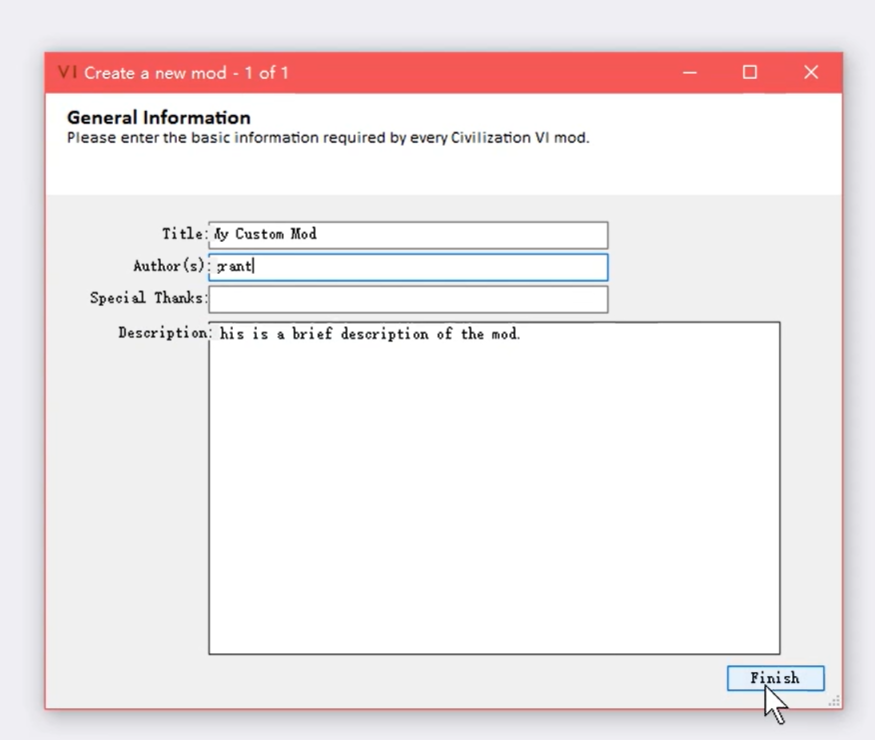 VI Create a new mod - 1 of 1
General Information
Please enter the basic information required by every Civilization VI mod.
Title: My Custom Mod
Author(s): grant
Special Thanks:
Description: his is a brief description of the mod.
Finish